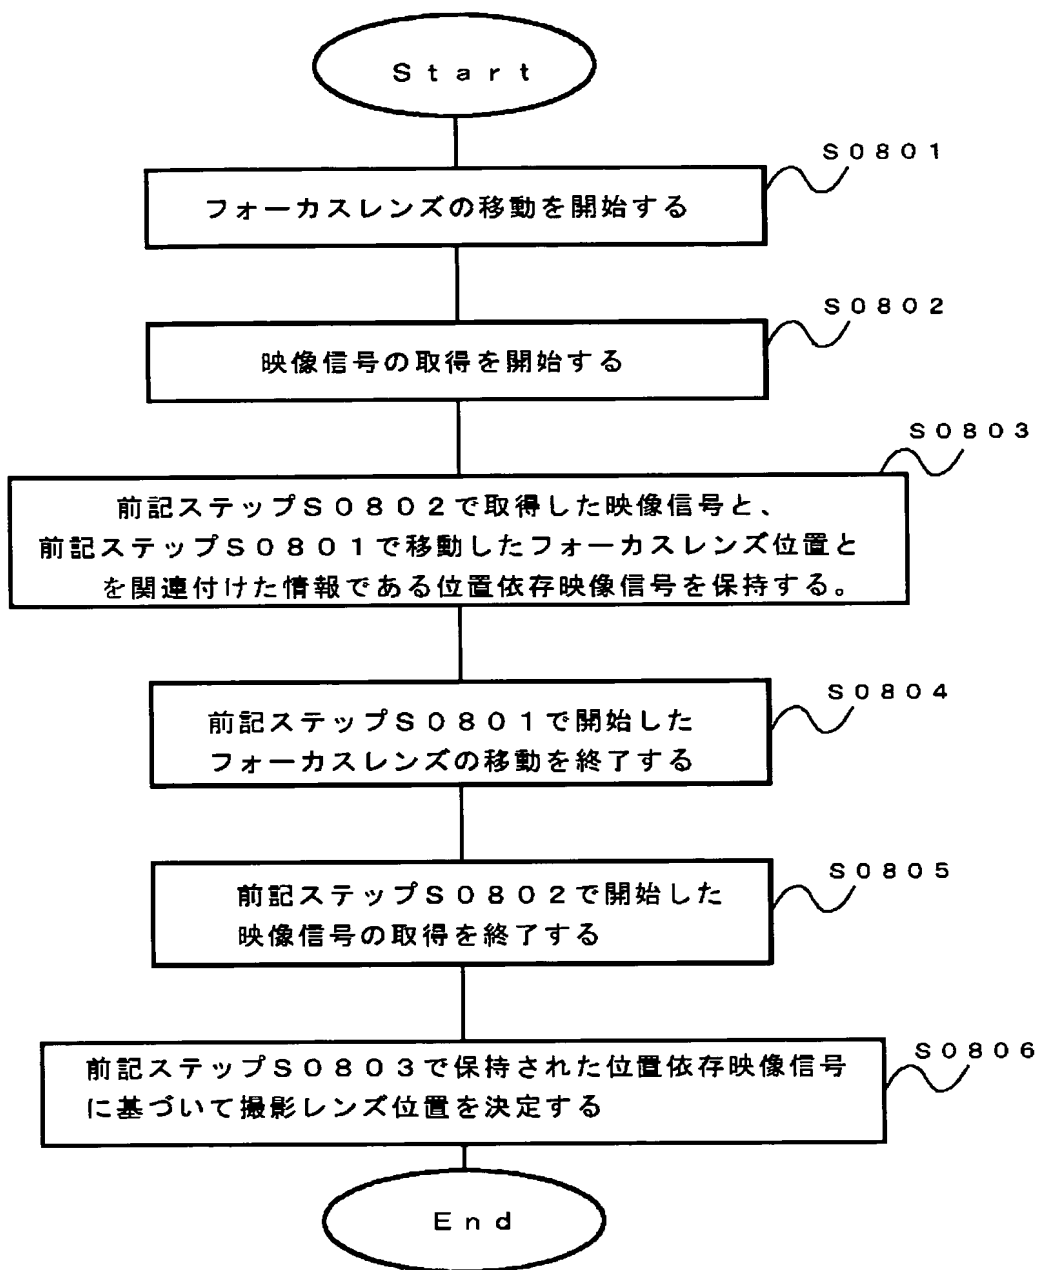 Start
S0801
フォーカスレンズの移動を開始する
S0802
映像信号の取得を開始する
S0803
前記ステップS0802で取得した映像信号と、
前記ステップS0801で移動したフォーカスレンズ位置と
を関連付けた情報である位置依存映像信号を保持する。
S0804
前記ステップS0801で開始した
フォーカスレンズの移動を終了する
S0805
前記ステップS0802で開始した
映像信号の取得を終了する
S0806
前記ステップS0803で保持された位置依存映像信号
に基づいて撮影レンズ位置を決定する
End